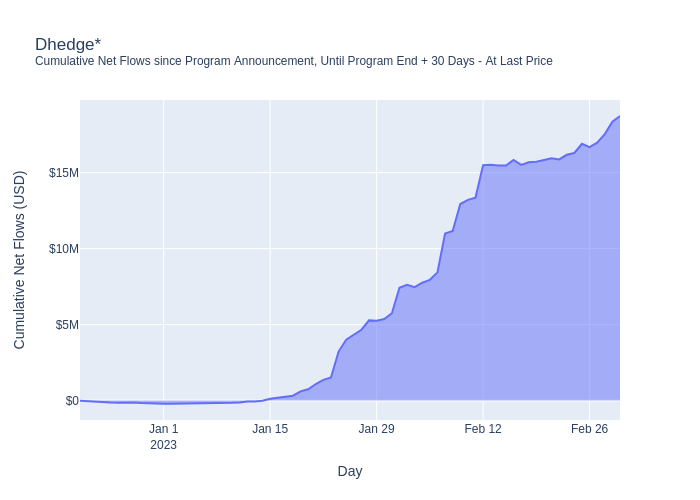 Dhedge*
Cumulative Net Flows since Program Announcement, Until Program End + 30 Days - At Last Price
Cumulative Net Flows (USD)
$15M
$10M
$5M
$0
Jan 1
2023
Jan 15
Jan 29
Feb 12
Feb 26
Day